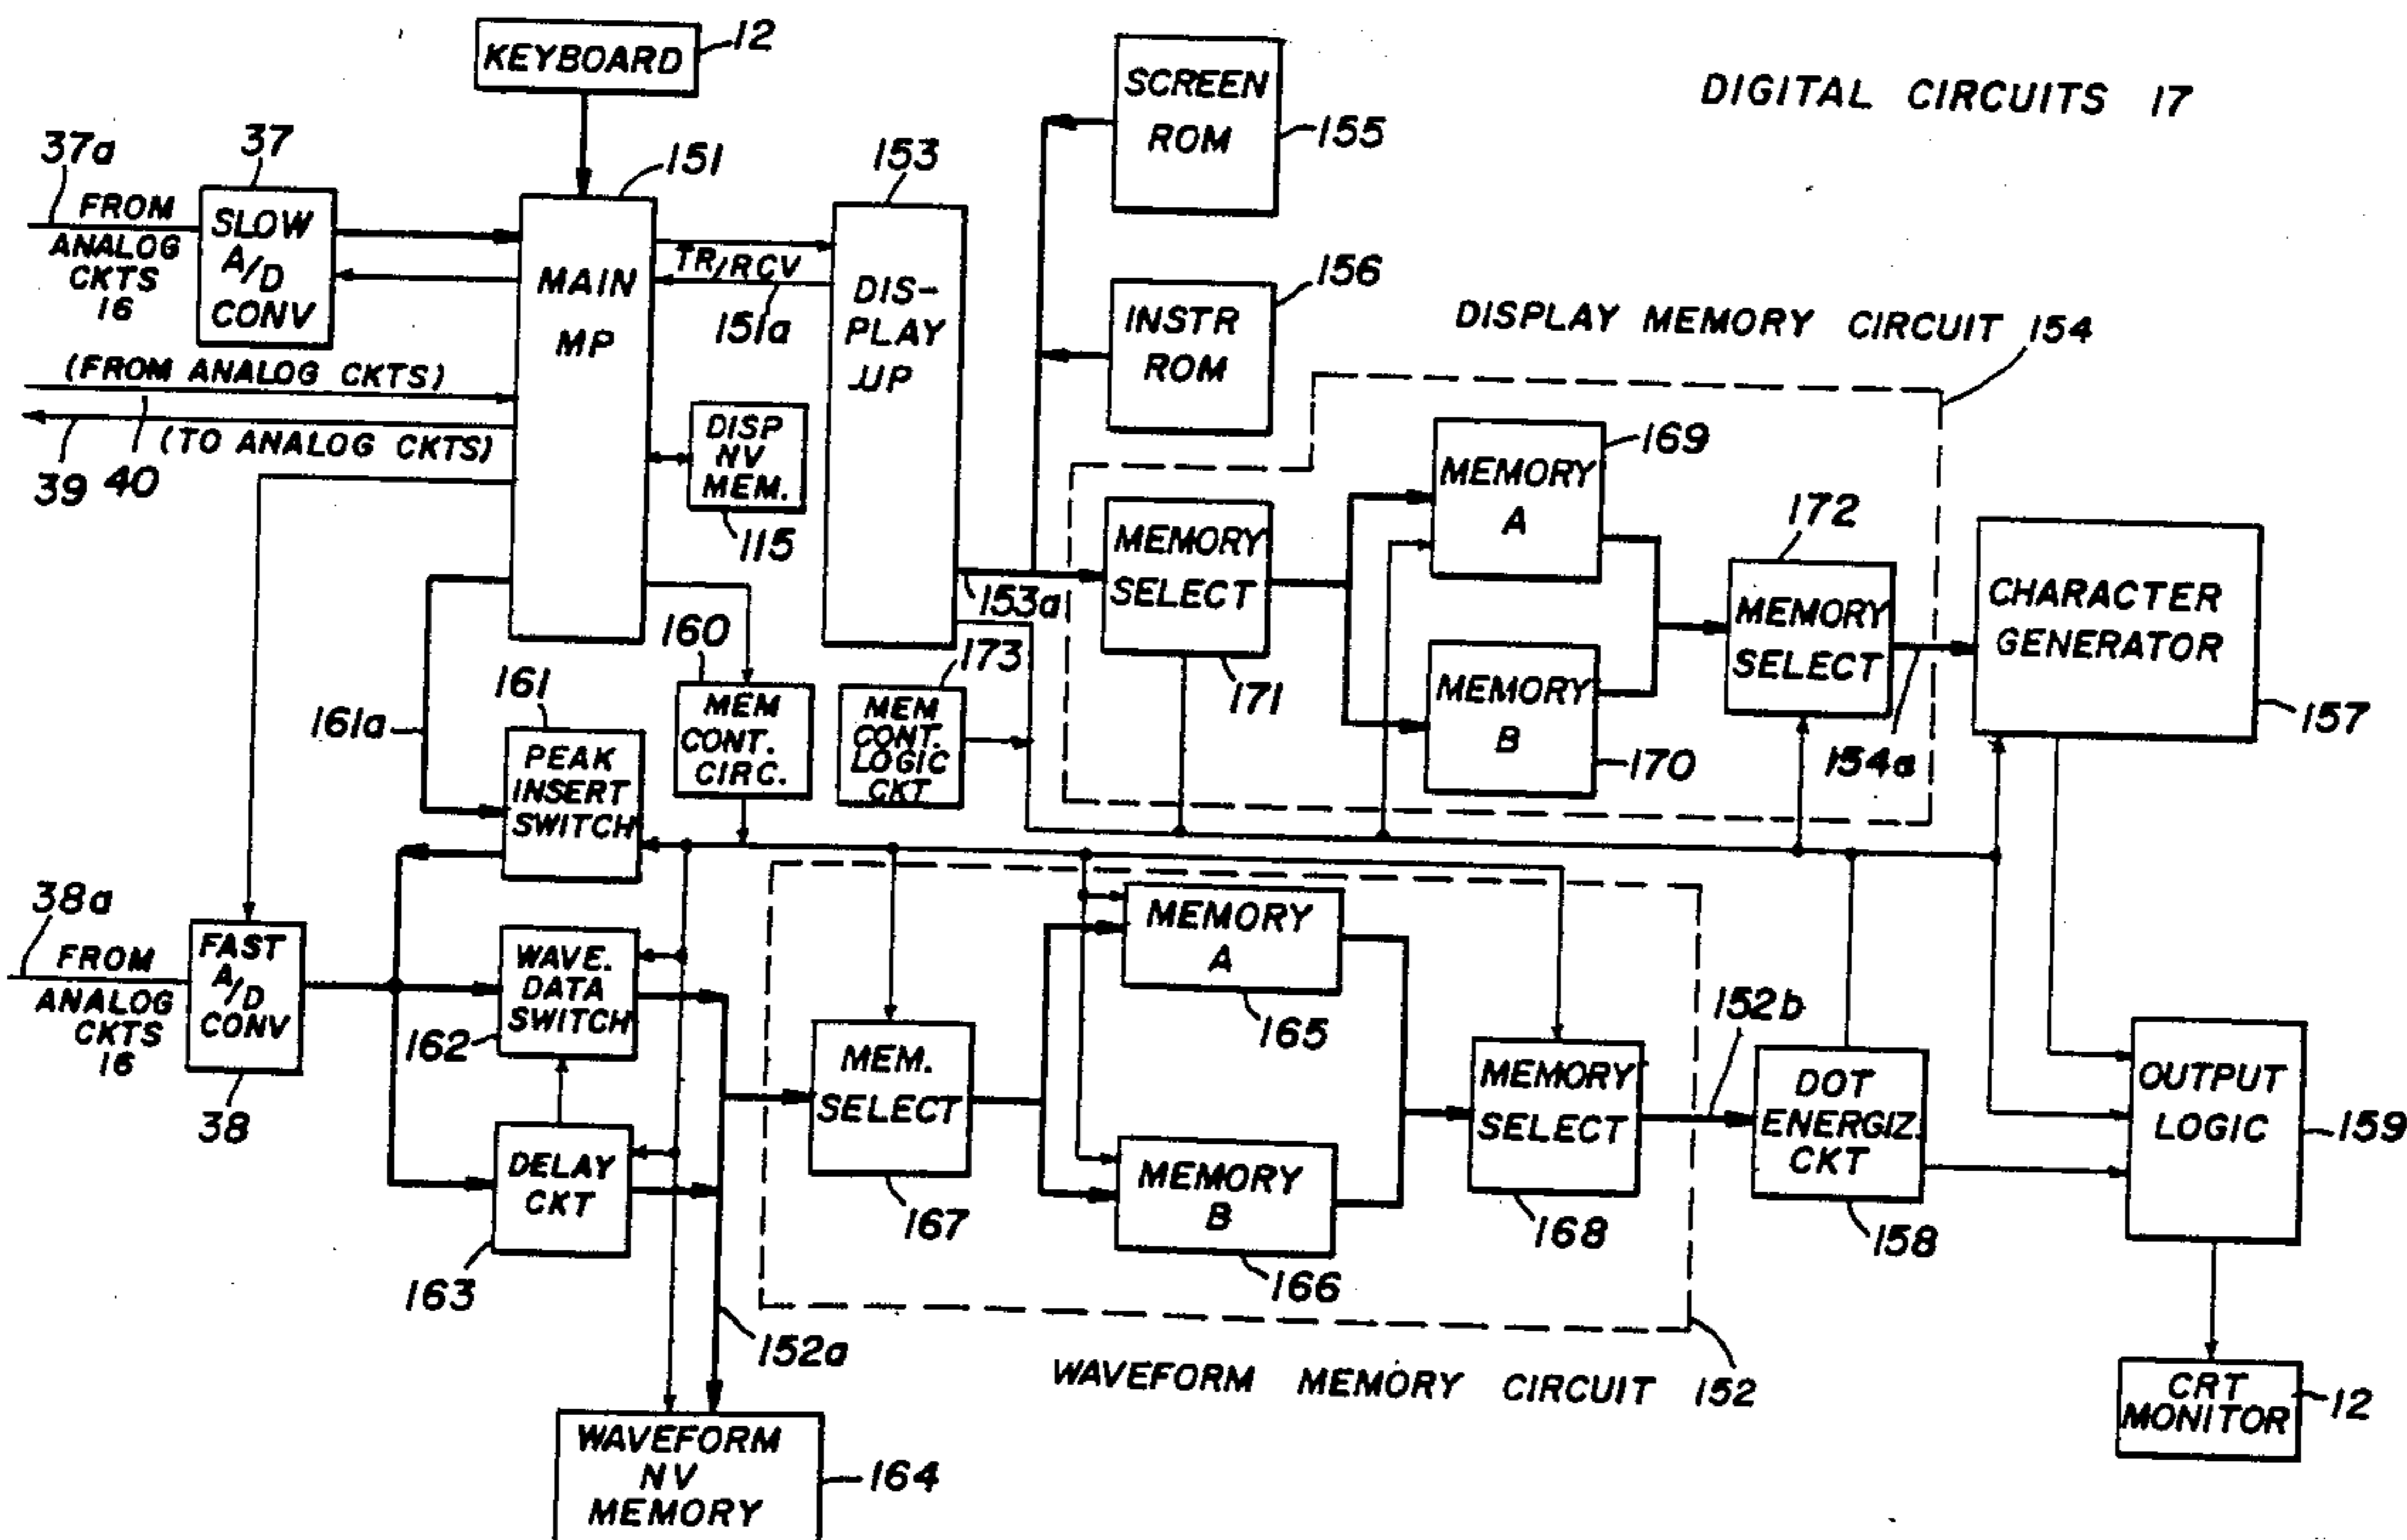 DIGITAL CIRCUITS 17
KEYBOARD
12
37a
FROM
ANALOG
CKTS
16
37
SLOW
A/D
CONV
151
MAIN
MP
TR/RCV
151a
153
DIS-
PLAY
UP
SCREEN
ROM
155
INSTR
ROM
156
(FROM ANALOG CKTS)
(TO ANALOG CKTS)
39
40
DISP
NV
MEM.
115
DISPLAY MEMORY CIRCUIT 154
153a
MEMORY
SELECT
171
MEMORY
A
169
MEMORY
B
170
172
MEMORY
SELECT
154a
CHARACTER
GENERATOR
157
161a
161
PEAK
INSERT
SWITCH
160
MEM
CONT.
CIRC.
173
MEM
CONT.
LOGIC
CKT
38a
FROM
ANALOG
CKTS
16
FAST
A/D
CONV
38
WAVE.
DATA
SWITCH
162
DELAY
CKT
163
152a
WAVEFORM
NV
MEMORY
164
MEM.
SELECT
167
MEMORY
A
165
MEMORY
B
166
MEMORY
SELECT
168
152b
WAVEFORM MEMORY CIRCUIT 152
DOT
ENERGIZ.
CKT
158
OUTPUT
LOGIC
159
CRT
MONITOR
12